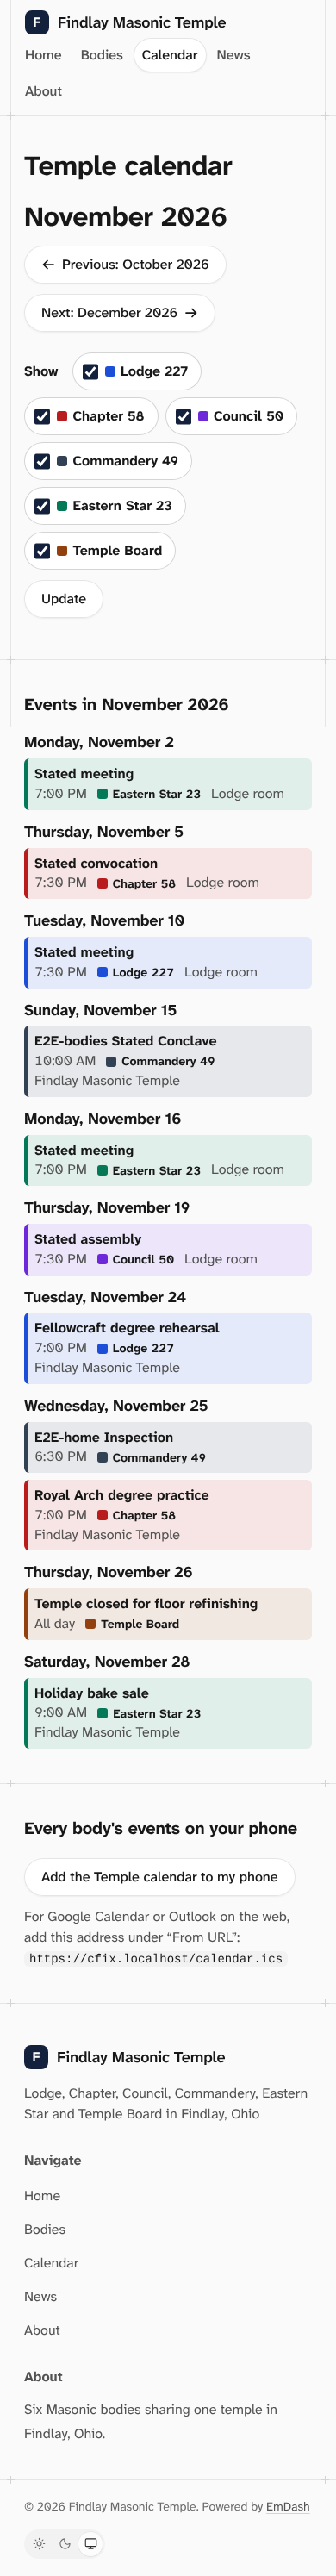 F Findlay Masonic Temple
Home Bodies Calendar News
About
Temple calendar
November 2026
← Previous: October 2026
Next: December 2026 →
Show Lodge 227
Chapter 58 Council 50
Commandery 49
Eastern Star 23
Temple Board
Update
Events in November 2026
Monday, November 2
Stated meeting
7:00 PM Eastern Star 23 Lodge room
Thursday, November 5
Stated convocation
7:30 PM Chapter 58 Lodge room
Tuesday, November 10
Stated meeting
7:30 PM Lodge 227 Lodge room
Sunday, November 15
E2E-bodies Stated Conclave
10:00 AM Commandery 49
Findlay Masonic Temple
Monday, November 16
Stated meeting
7:00 PM Eastern Star 23 Lodge room
Thursday, November 19
Stated assembly
7:30 PM Council 50 Lodge room
Tuesday, November 24
Fellowcraft degree rehearsal
7:00 PM Lodge 227
Findlay Masonic Temple
Wednesday, November 25
E2E-home Inspection
6:30 PM Commandery 49
Royal Arch degree practice
7:00 PM Chapter 58
Findlay Masonic Temple
Thursday, November 26
Temple closed for floor refinishing
All day Temple Board
Saturday, November 28
Holiday bake sale
9:00 AM Eastern Star 23
Findlay Masonic Temple
Every body's events on your phone
Add the Temple calendar to my phone
For Google Calendar or Outlook on the web,
add this address under “From URL”:
https://cfix.localhost/calendar.ics
F Findlay Masonic Temple
Lodge, Chapter, Council, Commandery, Eastern
Star and Temple Board in Findlay, Ohio
Navigate
Home
Bodies
Calendar
News
About
About
Six Masonic bodies sharing one temple in
Findlay, Ohio.
© 2026 Findlay Masonic Temple. Powered by EmDash